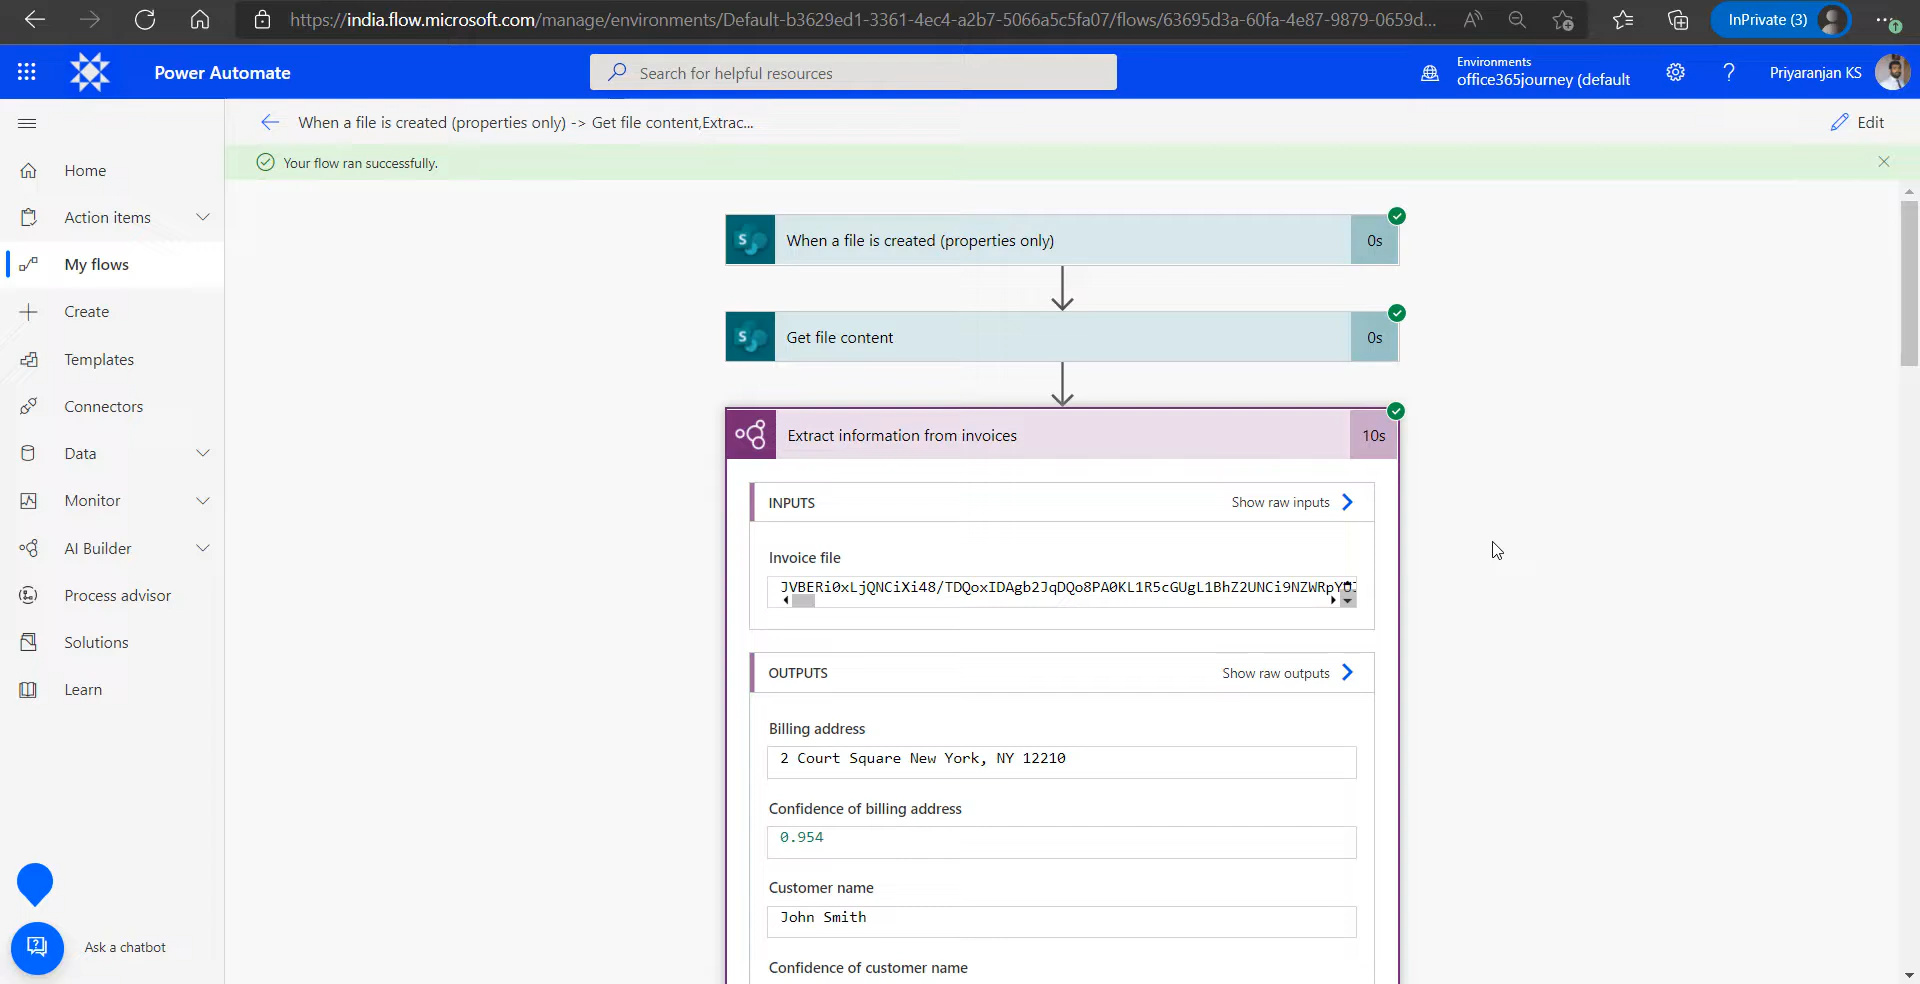 https://india.flow.microsoft.com/manage/environments/Default-b3629ed1-3361-4ec4-a2b7-5066a5c5fa07/flows/63695d3a-60fa-4e87-9879-0659d...
InPrivate (3)
Power Automate
Search for helpful resources
Environments
office365journey (default
?
Priyaranjan KS
When a file is created (properties only) -> Get file content,Extrac...
Edit
Your flow ran successfully.
Home
Action items
My flows
Create
Templates
Connectors
Data
Monitor
AI Builder
Process advisor
Solutions
Learn
Ask a chatbot
When a file is created (properties only)
0s
Get file content
0s
Extract information from invoices
10s
INPUTS
Show raw inputs
Invoice file
OUTPUTS
Show raw outputs
Billing address
2 Court Square New York, NY 12210
Confidence of billing address
0.954
Customer name
John Smith
Confidence of customer name